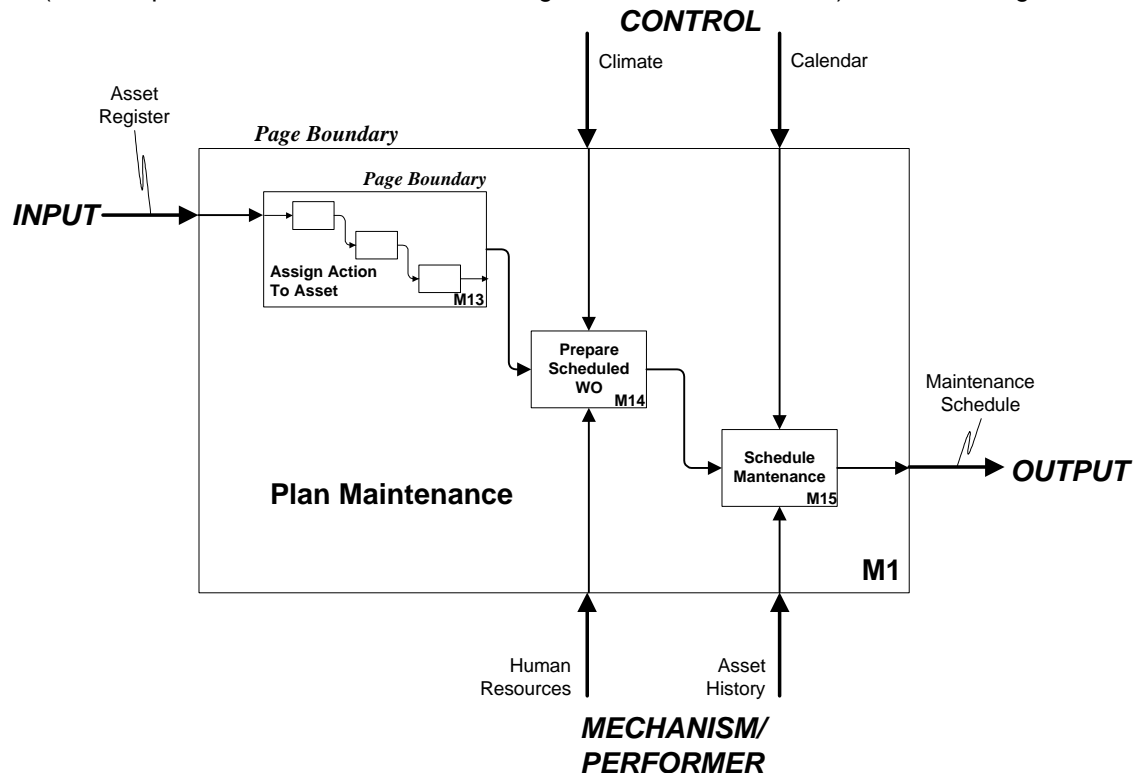 CONTROL
Climate
Calendar
Asset
Register
Page Boundary
Page Boundary
INPUT
Assign Action
To Asset
M13
Prepare
Scheduled
WO
M14
Maintenance
Schedule
Schedule
Mantenance
M15
OUTPUT
Plan Maintenance
M1
Human
Resources
Asset
History
MECHANISM/
PERFORMER